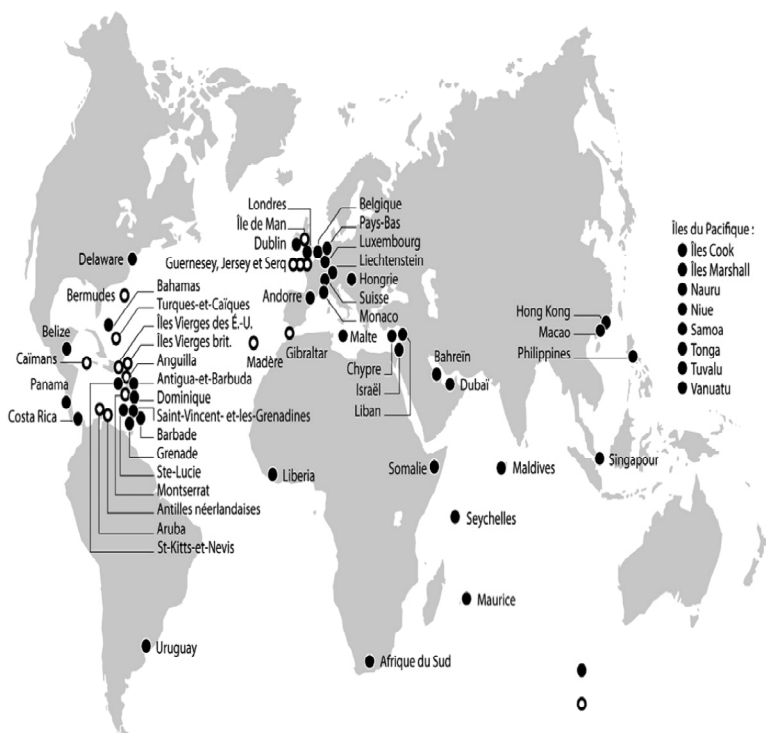 Londres
Île de Man
Dublin
Guernesey, Jersey et Serq
Andorre
Belgique
Pays-Bas
Luxembourg
Liechtenstein
Hongrie
Suisse
Monaco
Malte
Gibraltar
Madère
Chypre
Israël
Liban
Bahreïn
Dubaï
Delaware
Bermudes
Bahamas
Turques-et-Caïques
Îles Vierges des É.-U.
Îles Vierges brit.
Anguilla
Antigua-et-Barbuda
Dominique
Saint-Vincent- et-les-Grenadines
Barbade
Grenade
Ste-Lucie
Montserrat
Antilles néerlandaises
Aruba
St-Kitts-et-Nevis
Belize
Caïmans
Panama
Costa Rica
Uruguay
Liberia
Somalie
Maldives
Seychelles
Maurice
Afrique du Sud
Hong Kong
Macao
Philippines
Singapour
Îles du Pacifique :
Îles Cook
Îles Marshall
Nauru
Niue
Samoa
Tonga
Tuvalu
Vanuatu